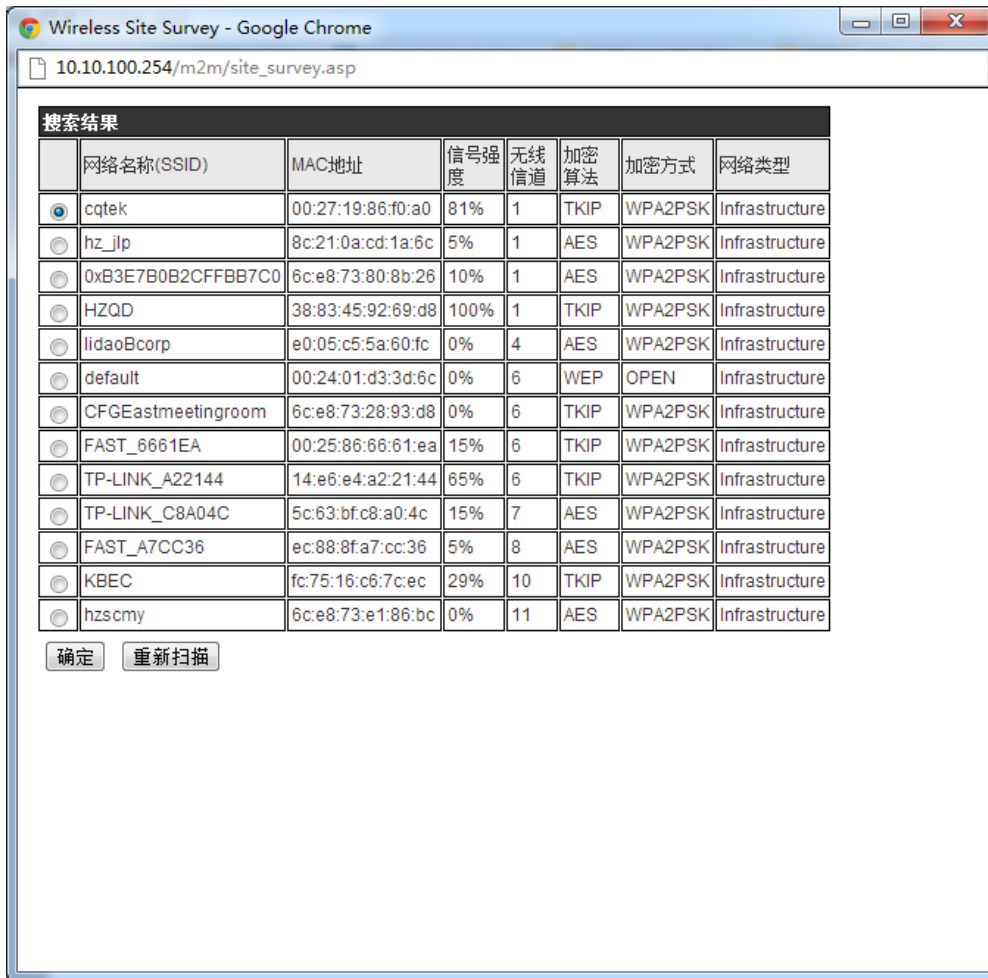 Wireless Site Survey - Google Chrome
10.10.100.254/m2m/site_survey.asp
搜索结果
网络名称(SSID) MAC地址 信号强度 无线信道 加密算法 加密方式 网络类型
cqtek 00:27:19:86:f0:a0 81% 1 TKIP WPA2PSK Infrastructure
hz_jlp 8c:21:0a:cd:1a:6c 5% 1 AES WPA2PSK Infrastructure
0xB3E7B0B2CFFBB7C0 6c:e8:73:80:8b:26 10% 1 AES WPA2PSK Infrastructure
HZQD 38:83:45:92:69:d8 100% 1 TKIP WPA2PSK Infrastructure
lidaoBcorp e0:05:c5:5a:60:fc 0% 4 AES WPA2PSK Infrastructure
default 00:24:01:d3:3d:6c 0% 6 WEP OPEN Infrastructure
CFGEastmeetingroom 6c:e8:73:28:93:d8 0% 6 TKIP WPA2PSK Infrastructure
FAST_6661EA 00:25:86:66:61:ea 15% 6 TKIP WPA2PSK Infrastructure
TP-LINK_A22144 14:e6:e4:a2:21:44 65% 6 TKIP WPA2PSK Infrastructure
TP-LINK_C8A04C 5c:63:bf:c8:a0:4c 15% 7 AES WPA2PSK Infrastructure
FAST_A7CC36 ec:88:8f:a7:cc:36 5% 8 AES WPA2PSK Infrastructure
KBEC fc:75:16:c6:7c:ec 29% 10 TKIP WPA2PSK Infrastructure
hzscmy 6c:e8:73:e1:86:bc 0% 11 AES WPA2PSK Infrastructure
确定 重新扫描